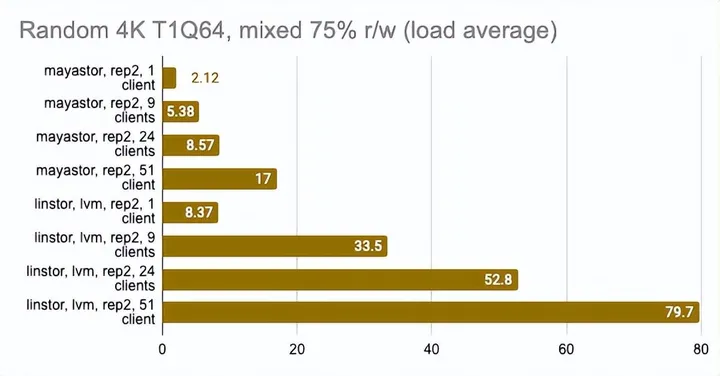 Random 4K T1Q64, mixed 75% r/w (load average)
mayastor, rep2, 1
client
2.12
mayastor, rep2, 9
clients
5.38
mayastor, rep2, 24
clients
8.57
mayastor, rep2, 51
client
17
linstor, lvm, rep2, 1
client
8.37
linstor, lvm, rep2, 9
clients
33.5
linstor, lvm, rep2, 24
clients
52.8
linstor, lvm, rep2, 51
client
79.7
0
20
40
60
80